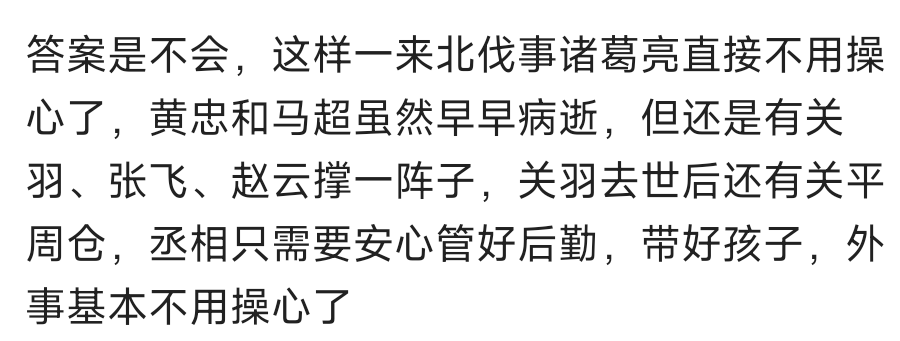 答案是不会，这样一来北伐事诸葛亮直接不用操
心了，黄忠和马超虽然早早病逝，但还是有关
羽、张飞、赵云撑一阵子，关羽去世后还有关平
周仓，丞相只需要安心管好后勤，带好孩子，外
事基本不用操心了